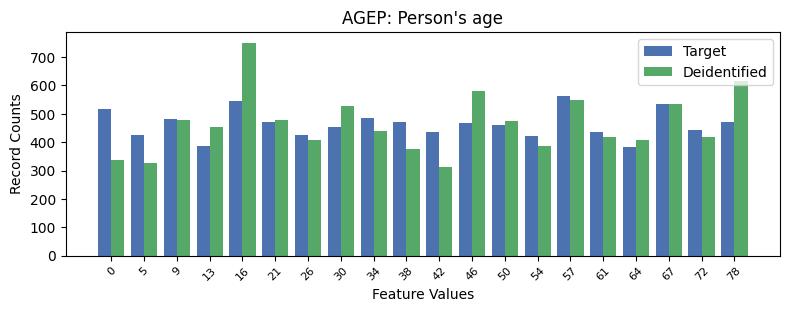 AGEP: Person's age
Target
Deidentified
Record Counts
700
600
500
400
300
200
100
0
0 5 9 13 16 21 26 30 34 38 42 46 50 54 57 61 64 67 72 78
Feature Values